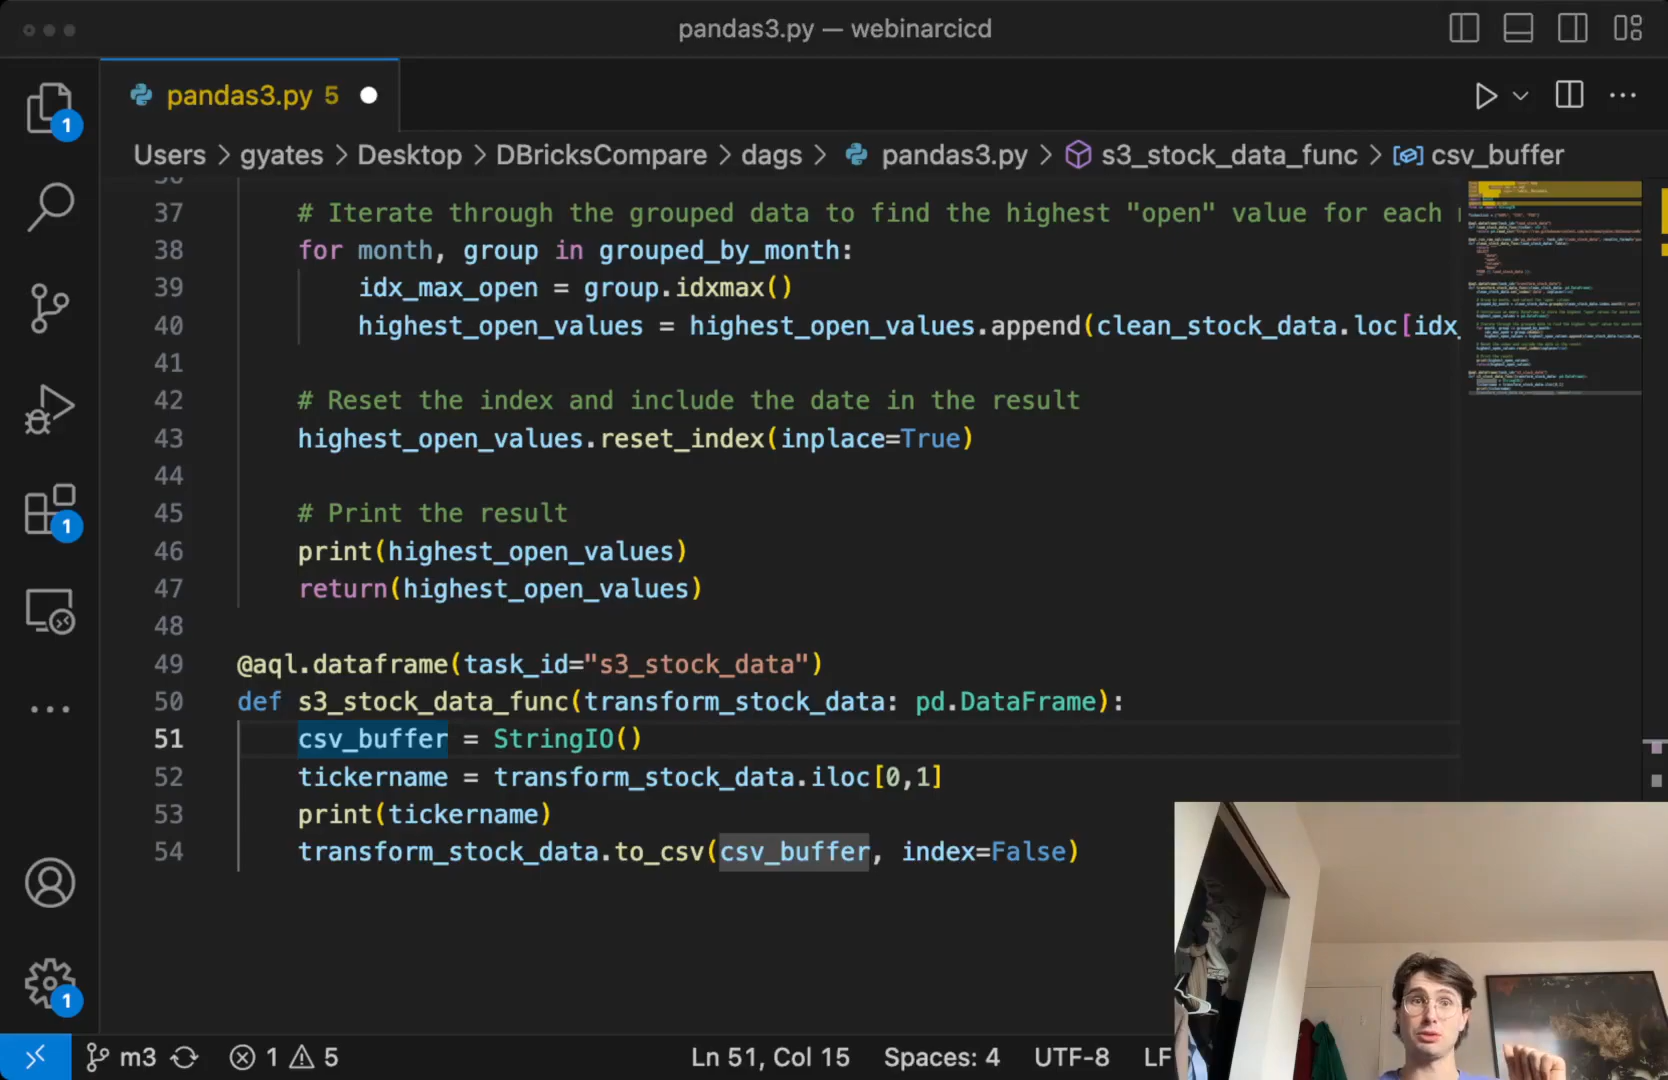 pandas3.py — webinarcicd
pandas3.py 5
Users > gyates > Desktop > DBricksCompare > dags > pandas3.py > s3_stock_data_func > csv_buffer
37 # Iterate through the grouped data to find the highest "open" value for each
38 for month, group in grouped_by_month:
39 idx_max_open = group.idxmax()
40 highest_open_values = highest_open_values.append(clean_stock_data.loc[idx_
41
42 # Reset the index and include the date in the result
43 highest_open_values.reset_index(inplace=True)
44
45 # Print the result
46 print(highest_open_values)
47 return(highest_open_values)
48
49 @aql.dataframe(task_id="s3_stock_data")
50 def s3_stock_data_func(transform_stock_data: pd.DataFrame):
51 csv_buffer = StringIO()
52 tickername = transform_stock_data.iloc[0,1]
53 print(tickername)
54 transform_stock_data.to_csv(csv_buffer, index=False)
1
1
1
m3 1 5 Ln 51, Col 15 Spaces: 4 UTF-8 LF